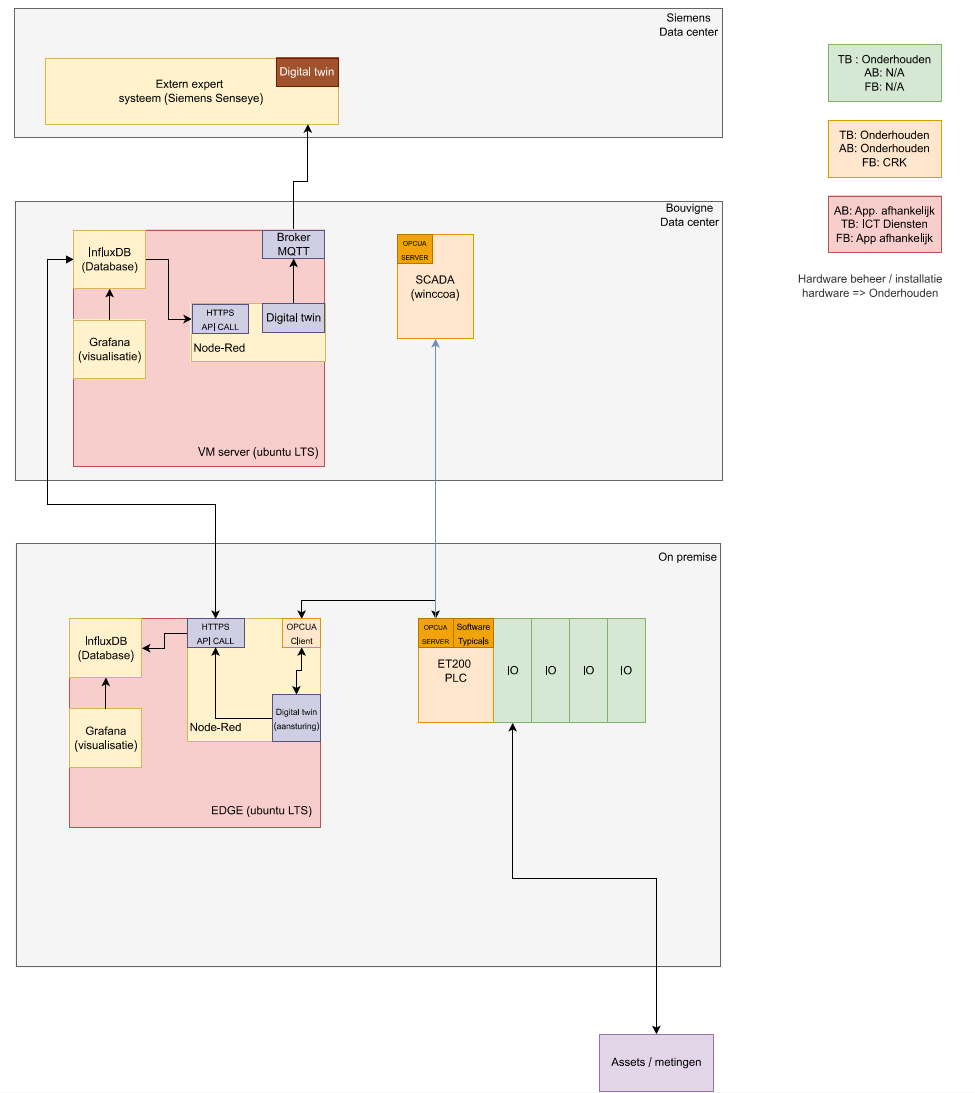 Siemens
Data center
Digital twin
Extern expert
systeem (Siemens Senseye)
TB : Onderhouden
AB: N/A
FB: N/A
TB: Onderhouden
AB: Onderhouden
FB: CRK
AB: App. afhankelijk
TB: ICT Diensten
FB: App afhankelijk
Hardware beheer / installatie
hardware => Onderhouden
Bouvigne
Data center
InfluxDB
(Database)
Broker
MQTT
HTTPS
API CALL
Digital twin
Node-Red
Grafana
(visualisatie)
VM server (ubuntu LTS)
OPCUA
SERVER
SCADA
(winccoa)
On premise
InfluxDB
(Database)
HTTPS
API CALL
OPCUA
Client
Digital twin
(aansturing)
Node-Red
Grafana
(visualisatie)
EDGE (ubuntu LTS)
OPCUA
SERVER
Software
Typicals
ET200
PLC
IO
IO
IO
IO
Assets / metingen